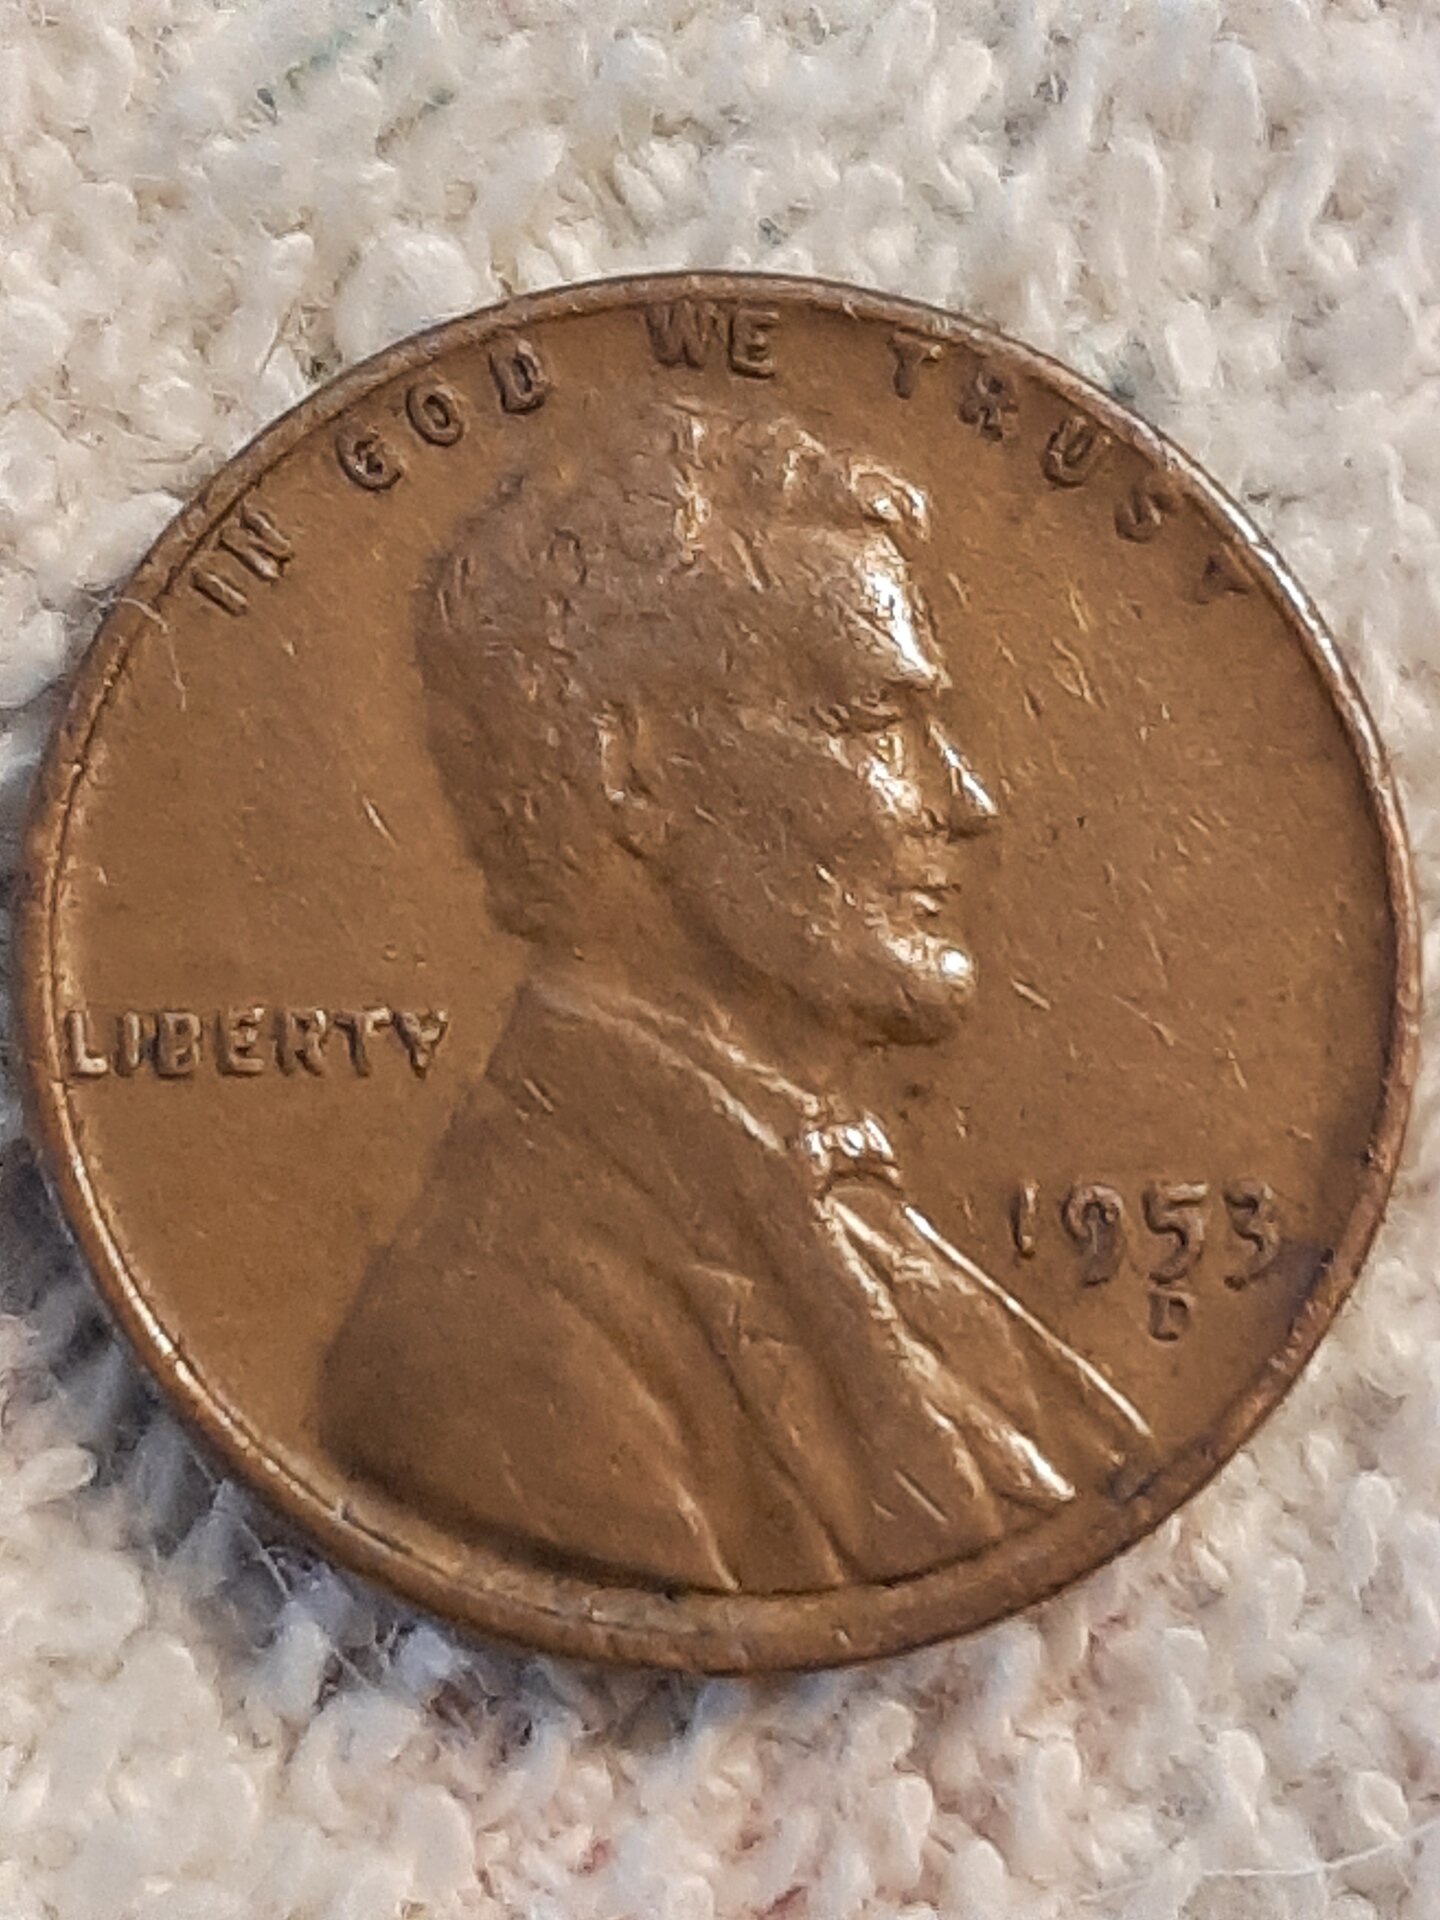 IN GOD WE TRUST
LIBERTY
1953
D